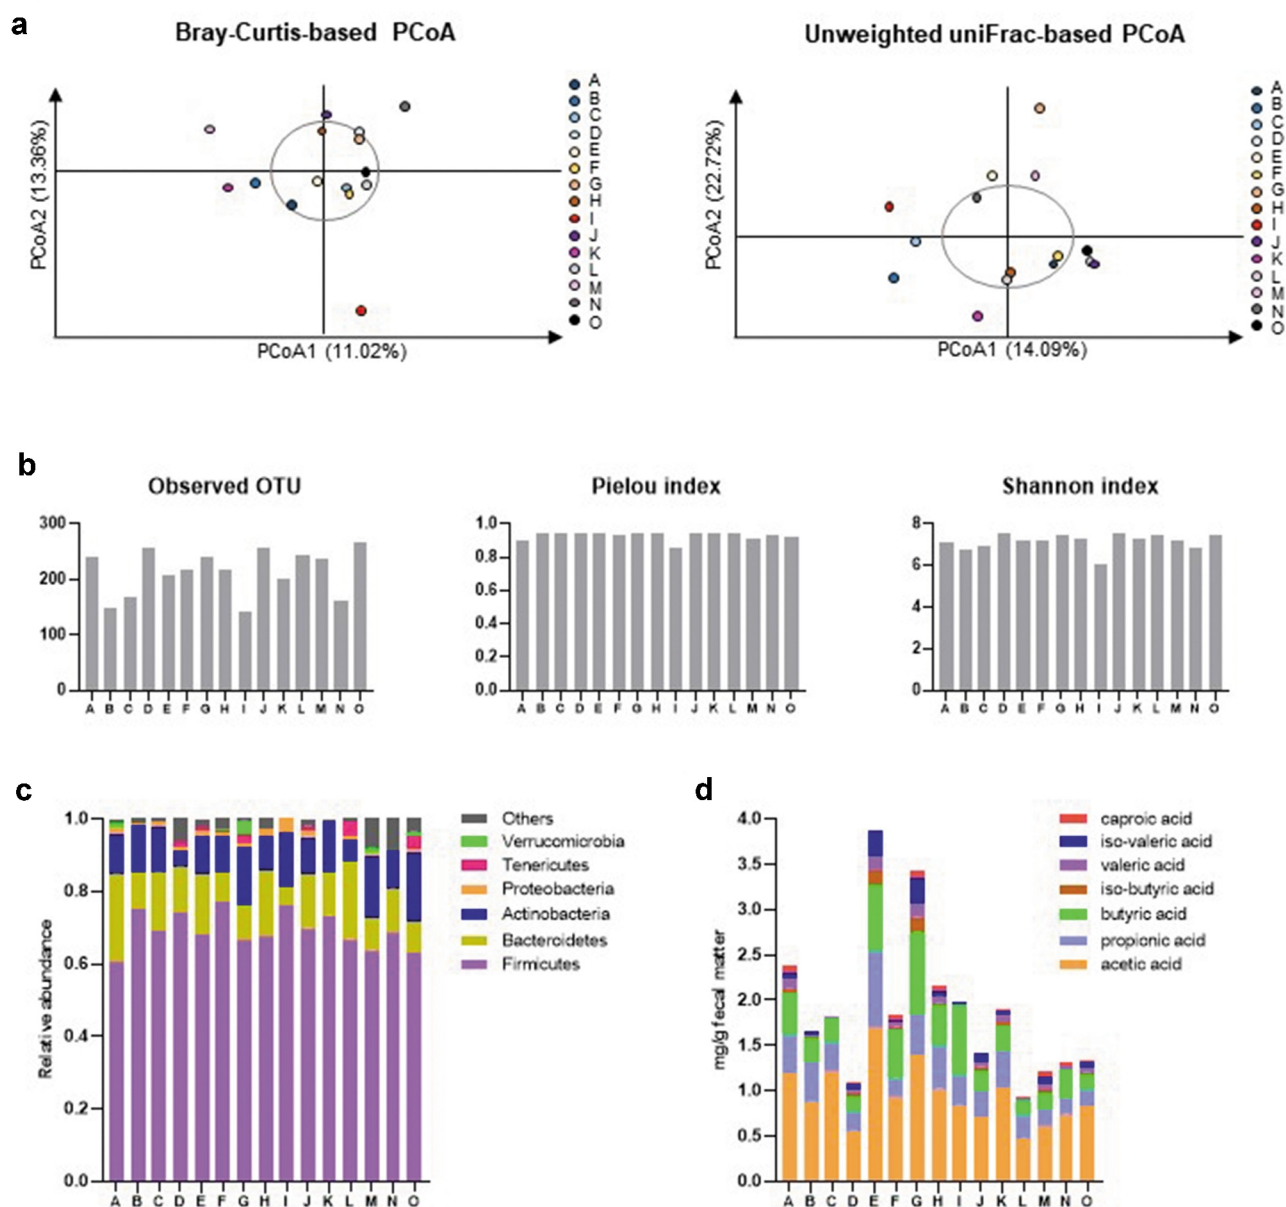 a
Bray-Curtis-based PCoA
PCoA2 (13.36%)
PCoA1 (11.02%)
A
B
C
D
E
F
G
H
I
J
K
L
M
N
O
Unweighted uniFrac-based PCoA
PCoA2 (22.72%)
PCoA1 (14.09%)
A
B
C
D
E
F
G
H
I
J
K
L
M
N
O
b
Observed OTU
300
200
100
0
A B C D E F G H I J K L M N O
Pielou index
1.0
0.8
0.6
0.4
0.2
0.0
A B C D E F G H I J K L M N O
Shannon index
8
6
4
2
0
A B C D E F G H I J K L M N O
c
Relative abundance
1.0
0.8
0.6
0.4
0.2
0.0
A B C D E F G H I J K L M N O
Others
Verrucomicrobia
Tenericutes
Proteobacteria
Actinobacteria
Bacteroidetes
Firmicutes
d
mg/g fecal matter
4.0
3.5
3.0
2.5
2.0
1.5
1.0
0.5
0.0
A B C D E F G H I J K L M N O
caproic acid
iso-valeric acid
valeric acid
iso-butyric acid
butyric acid
propionic acid
acetic acid